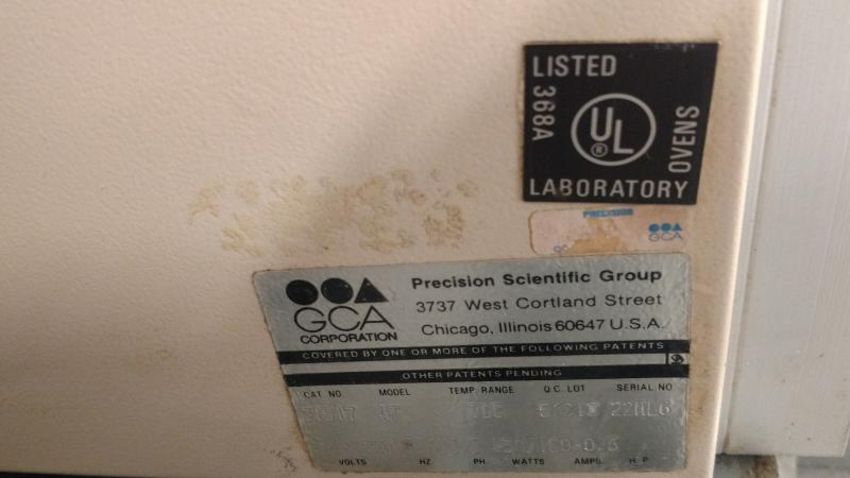 LISTED
368A
UL
®
OVENS
LABORATORY
PRECISION
GCA
GCA
CORPORATION
Precision Scientific Group
3737 West Cortland Street
Chicago, Illinois 60647 U.S.A.
COVERED BY ONE OR MORE OF THE FOLLOWING PATENTS
OTHER PATENTS PENDING
CAT NO. MODEL TEMP. RANGE Q.C. LOT SERIAL NO
VOLTS HZ PH WATTS AMPS. H.P.